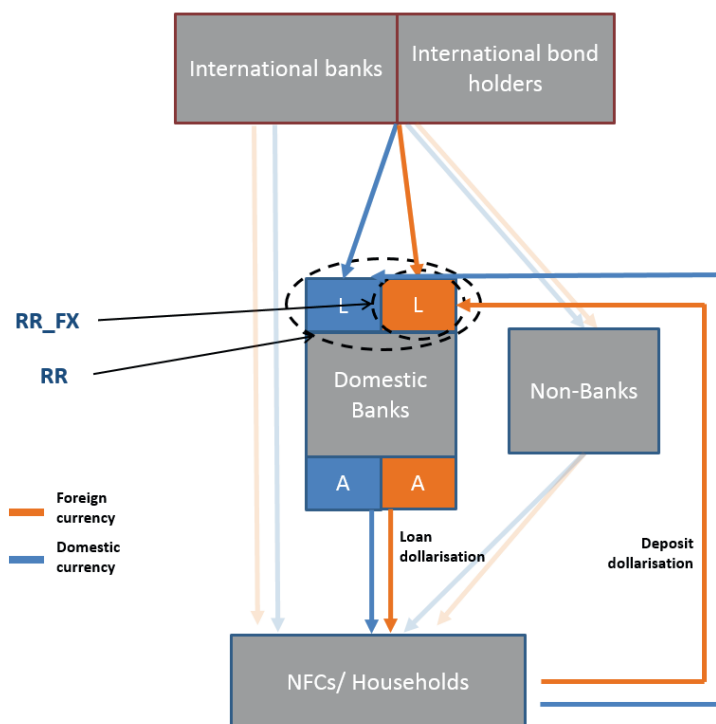 International banks
International bond
holders
L
L
RR_FX
RR
Domestic
Banks
Non-Banks
A
A
Foreign
currency
Domestic
currency
Loan
dollarisation
Deposit
dollarisation
NFCs/ Households